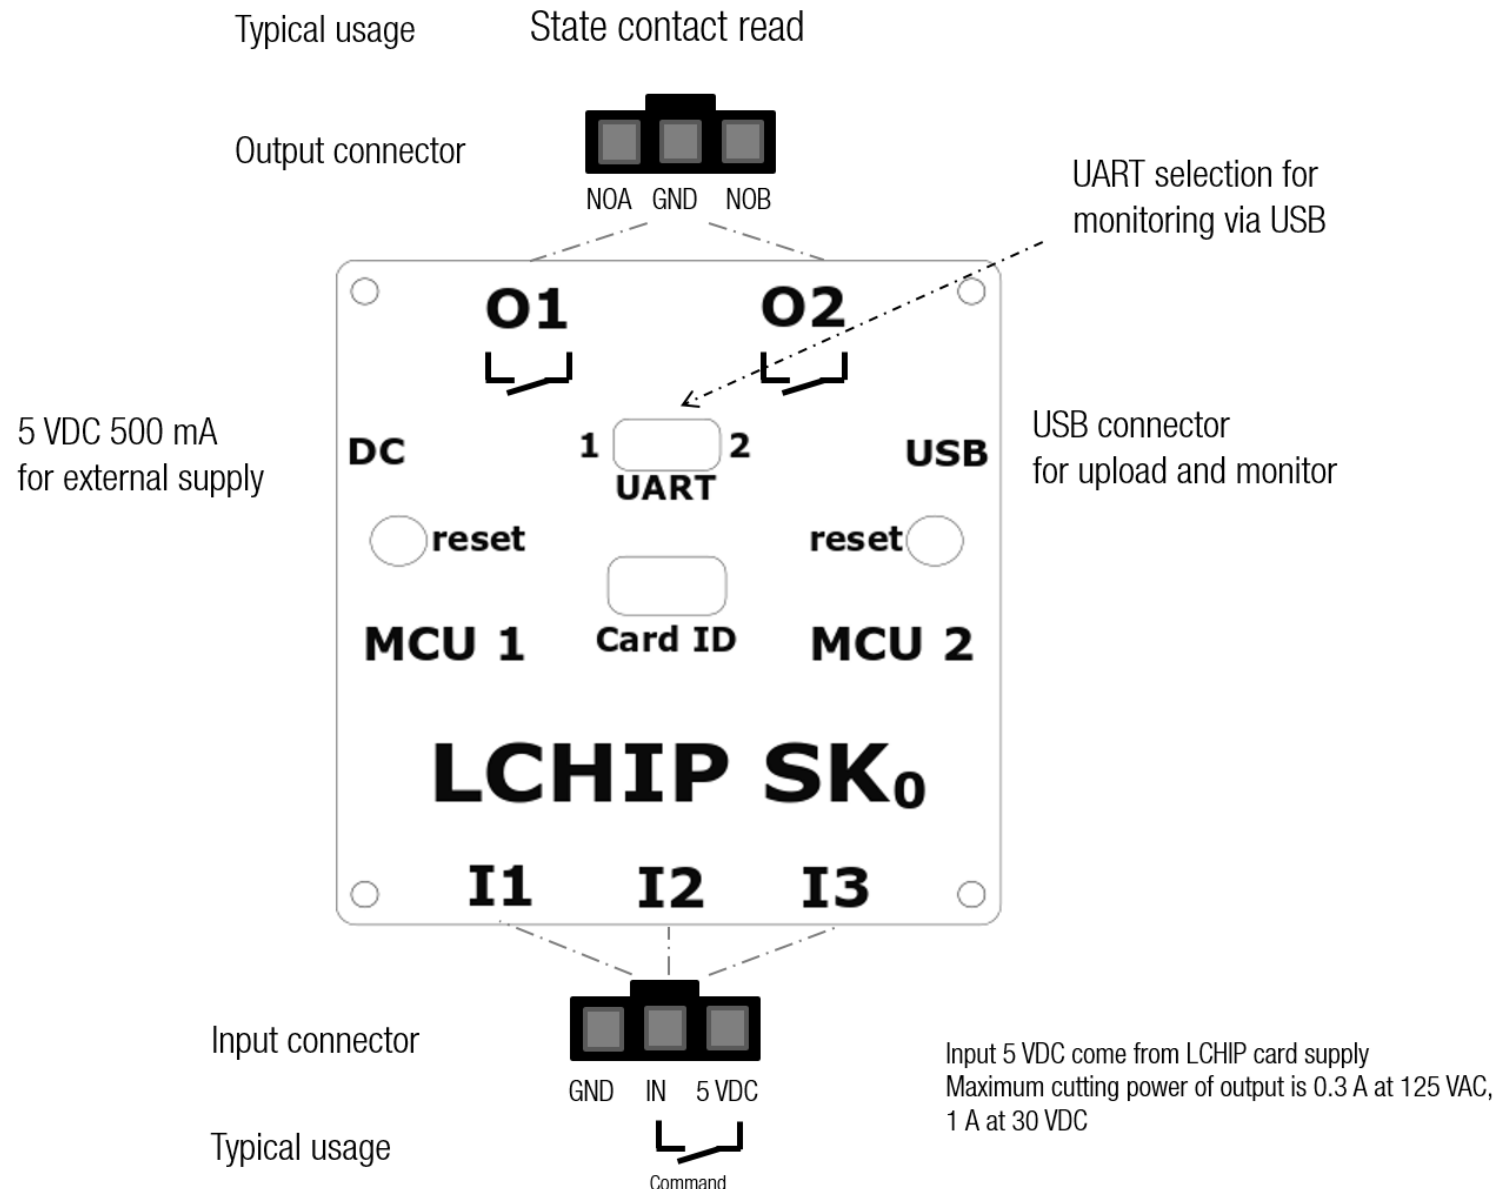 Typical usage
State contact read
Output connector
NOA GND NOB
UART selection for
monitoring via USB
O1 O2
5 VDC 500 mA
for external supply
DC
1 2
UART
USB
USB connector
for upload and monitor
reset reset
MCU 1
Card ID
MCU 2
LCHIP SK₀
I1 I2 I3
Input connector
GND IN 5 VDC
Typical usage
Command
Input 5 VDC come from LCHIP card supply
Maximum cutting power of output is 0.3 A at 125 VAC,
1 A at 30 VDC